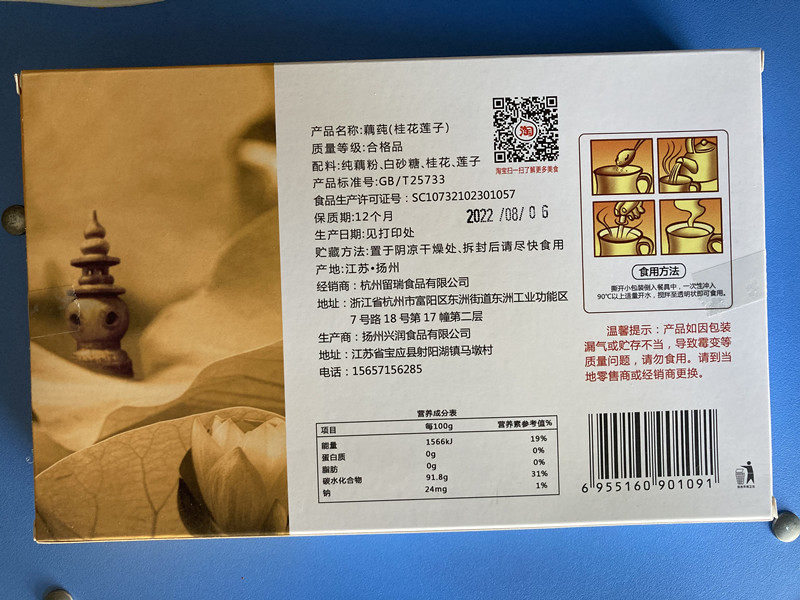 产品名称:藕莼(桂花莲子)
质量等级:合格品
配料:纯藕粉、白砂糖、桂花、莲子
产品标准号:GB/T25733
食品生产许可证号：SC10732102301057
保质期:12个月
2022/08/06
生产日期:见打印处
贮藏方法:置于阴凉干燥处、拆封后请尽快食用
产地:江苏·扬州
经销商：杭州留瑞食品有限公司
地址：浙江省杭州市富阳区东洲街道东洲工业功能区
7号路18号第17幢第二层
生产商：扬州兴润食品有限公司
地址：江苏省宝应县射阳湖镇马墩村
电话：15657156285
淘
淘宝扫一扫了解更多美食
食用方法
撕开小包装倒入餐具中，一次性冲入
90℃以上适量开水，搅拌至透明状即可食用。
温馨提示：产品如因包装
漏气或贮存不当，导致霉变等
质量问题，请勿食用。请到当
地零售商或经销商更换。
营养成分表
项目 每100g 营养素参考值%
能量 1566kJ 19%
蛋白质 0g 0%
脂肪 0g 0%
碳水化合物 91.8g 31%
钠 24mg 1%
6 955160 901091